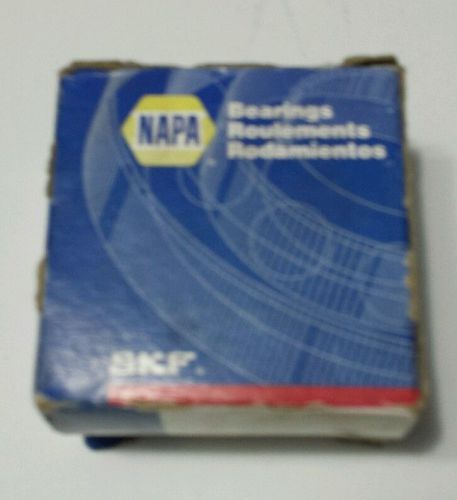 NAPA
Bearings
Roulements
Rodamientos
SKF